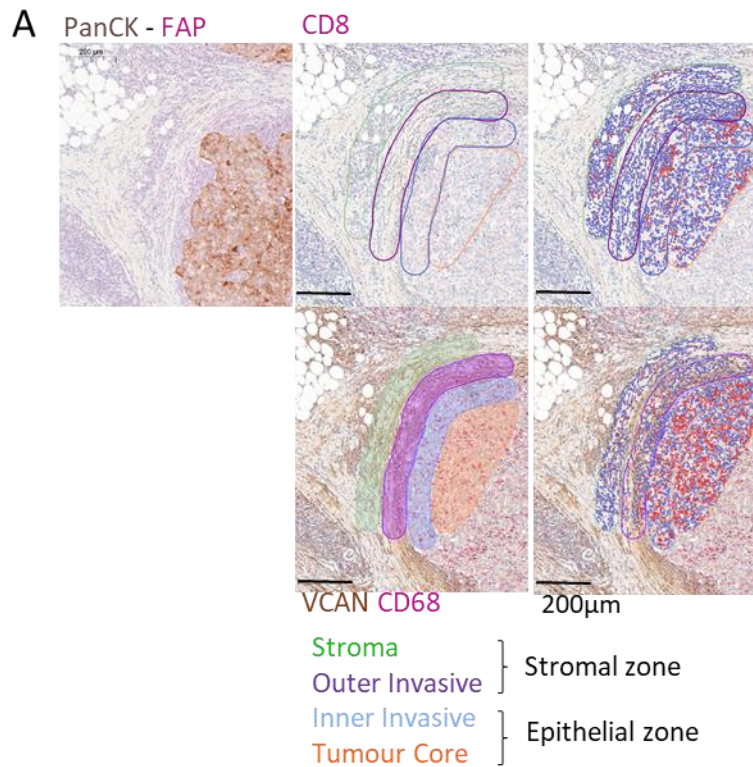 A
PanCK - FAP
CD8
200 µm
VCAN CD68
200µm
Stroma
Outer Invasive
Stromal zone
Inner Invasive
Tumour Core
Epithelial zone